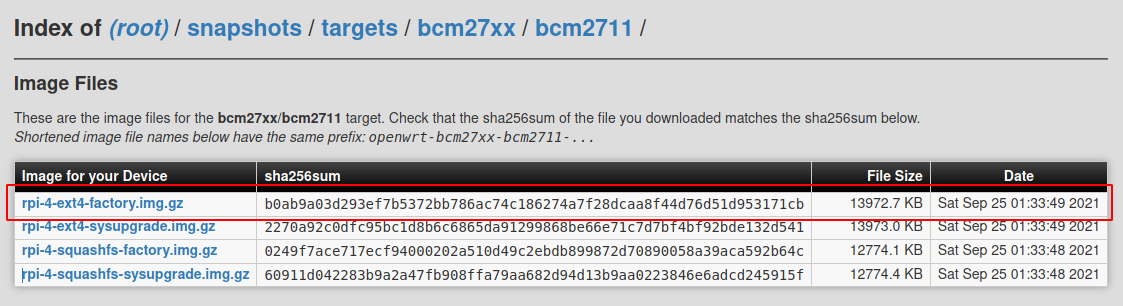 Index of (root) / snapshots / targets / bcm27xx / bcm2711 /
Image Files
These are the image files for the bcm27xx/bcm2711 target. Check that the sha256sum of the file you downloaded matches the sha256sum below.
Shortened image file names below have the same prefix: openwrt-bcm27xx-bcm2711-...
Image for your Device sha256sum File Size Date
rpi-4-ext4-factory.img.gz b0ab9a03d293ef7b5372bb786ac74c186274a7f28dcaa8f44d76d51d953171cb 13972.7 KB Sat Sep 25 01:33:49 2021
rpi-4-ext4-sysupgrade.img.gz 2270a92c0dfc95bc1d8b6c6865da91299868be66e71c7d7bf4bf92bde132d541 13973.0 KB Sat Sep 25 01:33:49 2021
rpi-4-squashfs-factory.img.gz 0249f7ace717ecf94000202a510d49c2ebdb899872d70890058a39aca592b64c 12774.1 KB Sat Sep 25 01:33:48 2021
rpi-4-squashfs-sysupgrade.img.gz 60911d042283b9a2a47fb908ffa79aa682d94d13b9aa0223846e6adcd245915f 12774.4 KB Sat Sep 25 01:33:48 2021